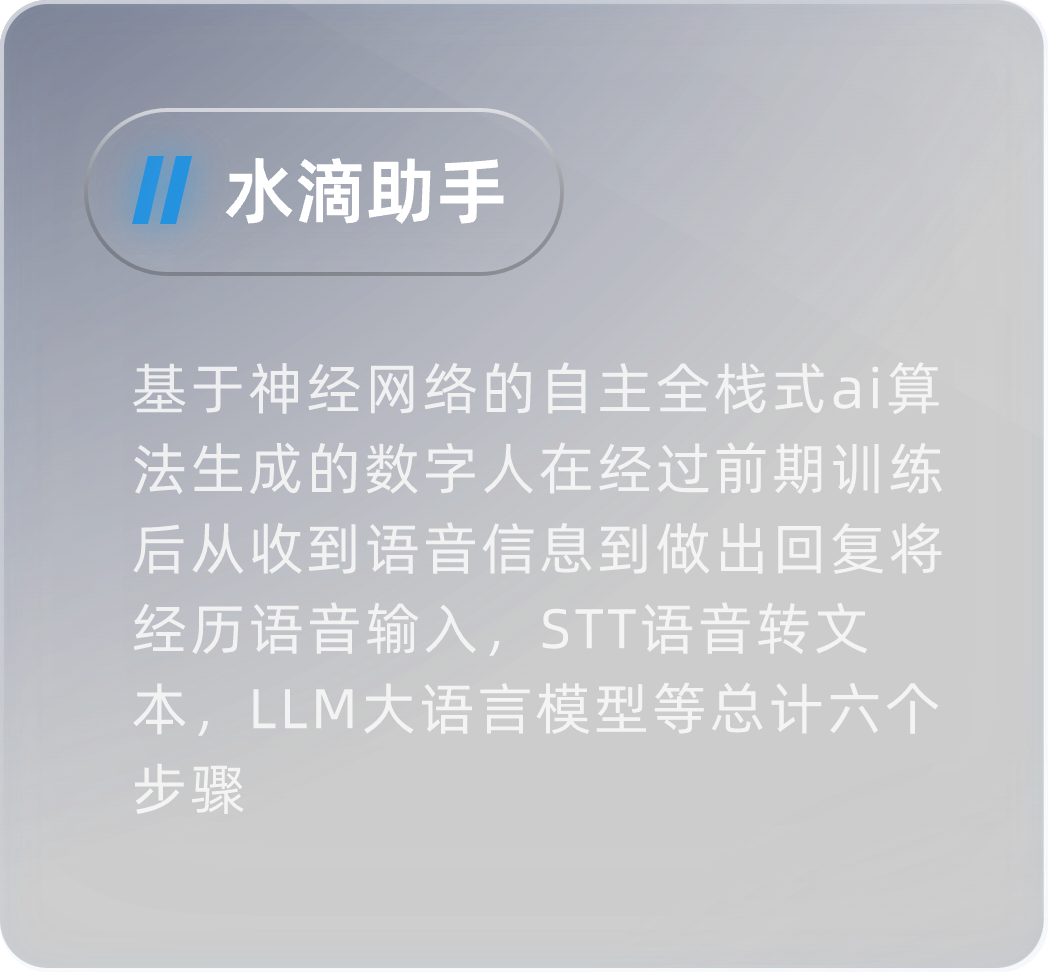 水滴助手
基于神经网络的自主全栈式ai算
法生成的数字人在经过前期训练
后从收到语音信息到做出回复将
经历语音输入，STT语音转文
本，LLM大语言模型等总计六个
步骤